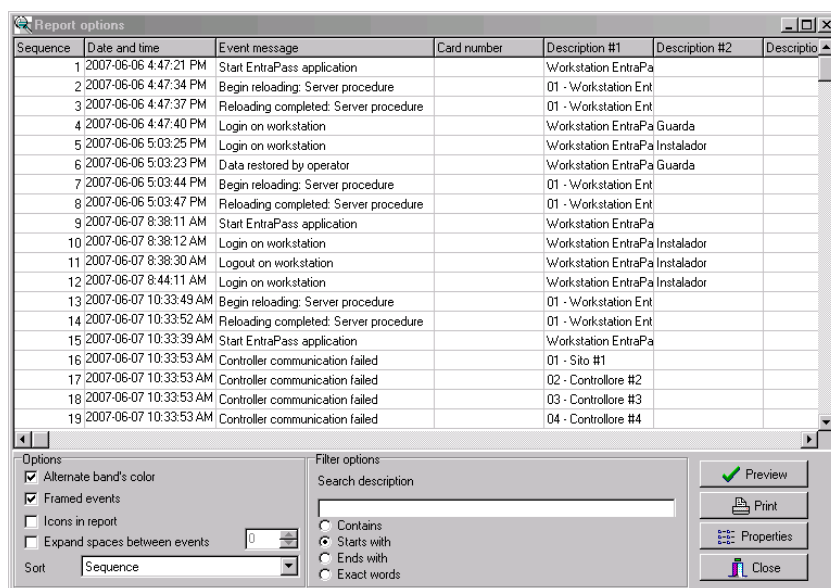 Report options
Sequence Date and time Event message Card number Description #1 Description #2 Descriptio
1 2007-06-06 4:47:21 PM Start EntraPass application Workstation EntraPa
2 2007-06-06 4:47:34 PM Begin reloading: Server procedure 01 - Workstation Ent
3 2007-06-06 4:47:37 PM Reloading completed: Server procedure 01 - Workstation Ent
4 2007-06-06 4:47:40 PM Login on workstation Workstation EntraPa Guarda
5 2007-06-06 5:03:25 PM Login on workstation Workstation EntraPa Instalador
6 2007-06-06 5:03:23 PM Data restored by operator Workstation EntraPa Guarda
7 2007-06-06 5:03:44 PM Begin reloading: Server procedure 01 - Workstation Ent
8 2007-06-06 5:03:47 PM Reloading completed: Server procedure 01 - Workstation Ent
9 2007-06-07 8:38:11 AM Start EntraPass application Workstation EntraPa
10 2007-06-07 8:38:12 AM Login on workstation Workstation EntraPa Instalador
11 2007-06-07 8:38:30 AM Logout on workstation Workstation EntraPa Instalador
12 2007-06-07 8:44:11 AM Login on workstation Workstation EntraPa Instalador
13 2007-06-07 10:33:49 AM Begin reloading: Server procedure 01 - Workstation Ent
14 2007-06-07 10:33:52 AM Reloading completed: Server procedure 01 - Workstation Ent
15 2007-06-07 10:33:39 AM Start EntraPass application Workstation EntraPa
16 2007-06-07 10:33:53 AM Controller communication failed 01 - Sito #1
17 2007-06-07 10:33:53 AM Controller communication failed 02 - Controllore #2
18 2007-06-07 10:33:53 AM Controller communication failed 03 - Controllore #3
19 2007-06-07 10:33:53 AM Controller communication failed 04 - Controllore #4
Options
Alternate band's color
Framed events
Icons in report
Expand spaces between events 0
Sort Sequence
Filter options
Search description
Contains
Starts with
Ends with
Exact words
Preview
Print
Properties
Close